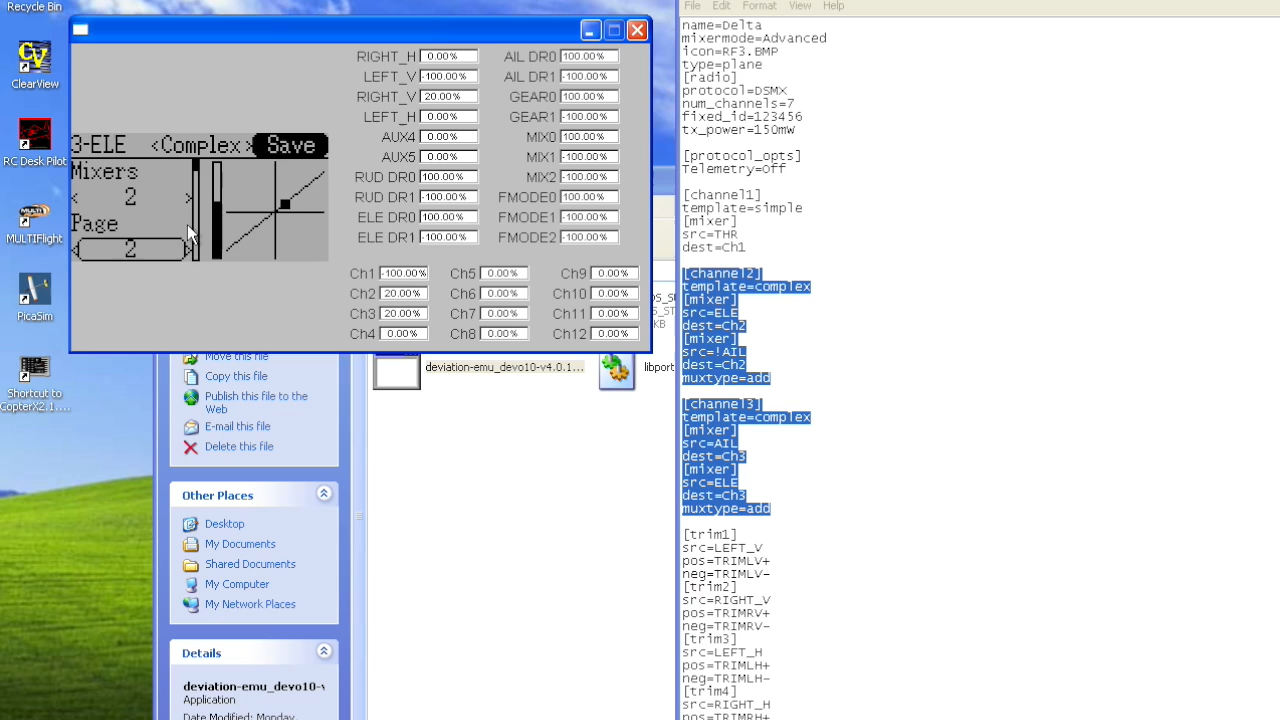 Recycle Bin
ClearView
RC Desk Pilot
MULTIFlight
PicaSim
Shortcut to
CopterX2.1....
3-ELE <Complex> Save
Mixers
< 2 >
Page
< 2 >
RIGHT_H 0.00%
LEFT_V -100.00%
RIGHT_V 20.00%
LEFT_H 0.00%
AUX4 0.00%
AUX5 0.00%
RUD DR0 100.00%
RUD DR1 -100.00%
ELE DR0 100.00%
ELE DR1 -100.00%
AIL DR0 100.00%
AIL DR1 -100.00%
GEAR0 100.00%
GEAR1 -100.00%
MIX0 100.00%
MIX1 -100.00%
MIX2 -100.00%
FMODE0 100.00%
FMODE1 -100.00%
FMODE2 -100.00%
Ch1 -100.00% Ch5 0.00% Ch9 0.00%
Ch2 20.00% Ch6 0.00% Ch10 0.00%
Ch3 20.00% Ch7 0.00% Ch11 0.00%
Ch4 0.00% Ch8 0.00% Ch12 0.00%
Move this file
Copy this file
Publish this file to the
Web
E-mail this file
Delete this file
Other Places
Desktop
My Documents
Shared Documents
My Computer
My Network Places
Details
deviation-emu_devo10-v
Application
Date Modified: Monday,
deviation-emu_devo10-v4.0.1...
libport
KB
File Edit Format View Help
name=Delta
mixermode=Advanced
icon=RF3.BMP
type=plane
[radio]
protocol=DSMX
num_channels=7
fixed_id=123456
tx_power=150mW
[protocol_opts]
Telemetry=Off
[channel1]
template=simple
[mixer]
src=THR
dest=Ch1
[channel2]
template=complex
[mixer]
src=ELE
dest=Ch2
[mixer]
src=!AIL
dest=Ch2
muxtype=add
[channel3]
template=complex
[mixer]
src=AIL
dest=Ch3
[mixer]
src=ELE
dest=Ch3
muxtype=add
[trim1]
src=LEFT_V
pos=TRIMLV+
neg=TRIMLV-
[trim2]
src=RIGHT_V
pos=TRIMRV+
neg=TRIMRV-
[trim3]
src=LEFT_H
pos=TRIMLH+
neg=TRIMLH-
[trim4]
src=RIGHT_H
pos=TRIMRH+